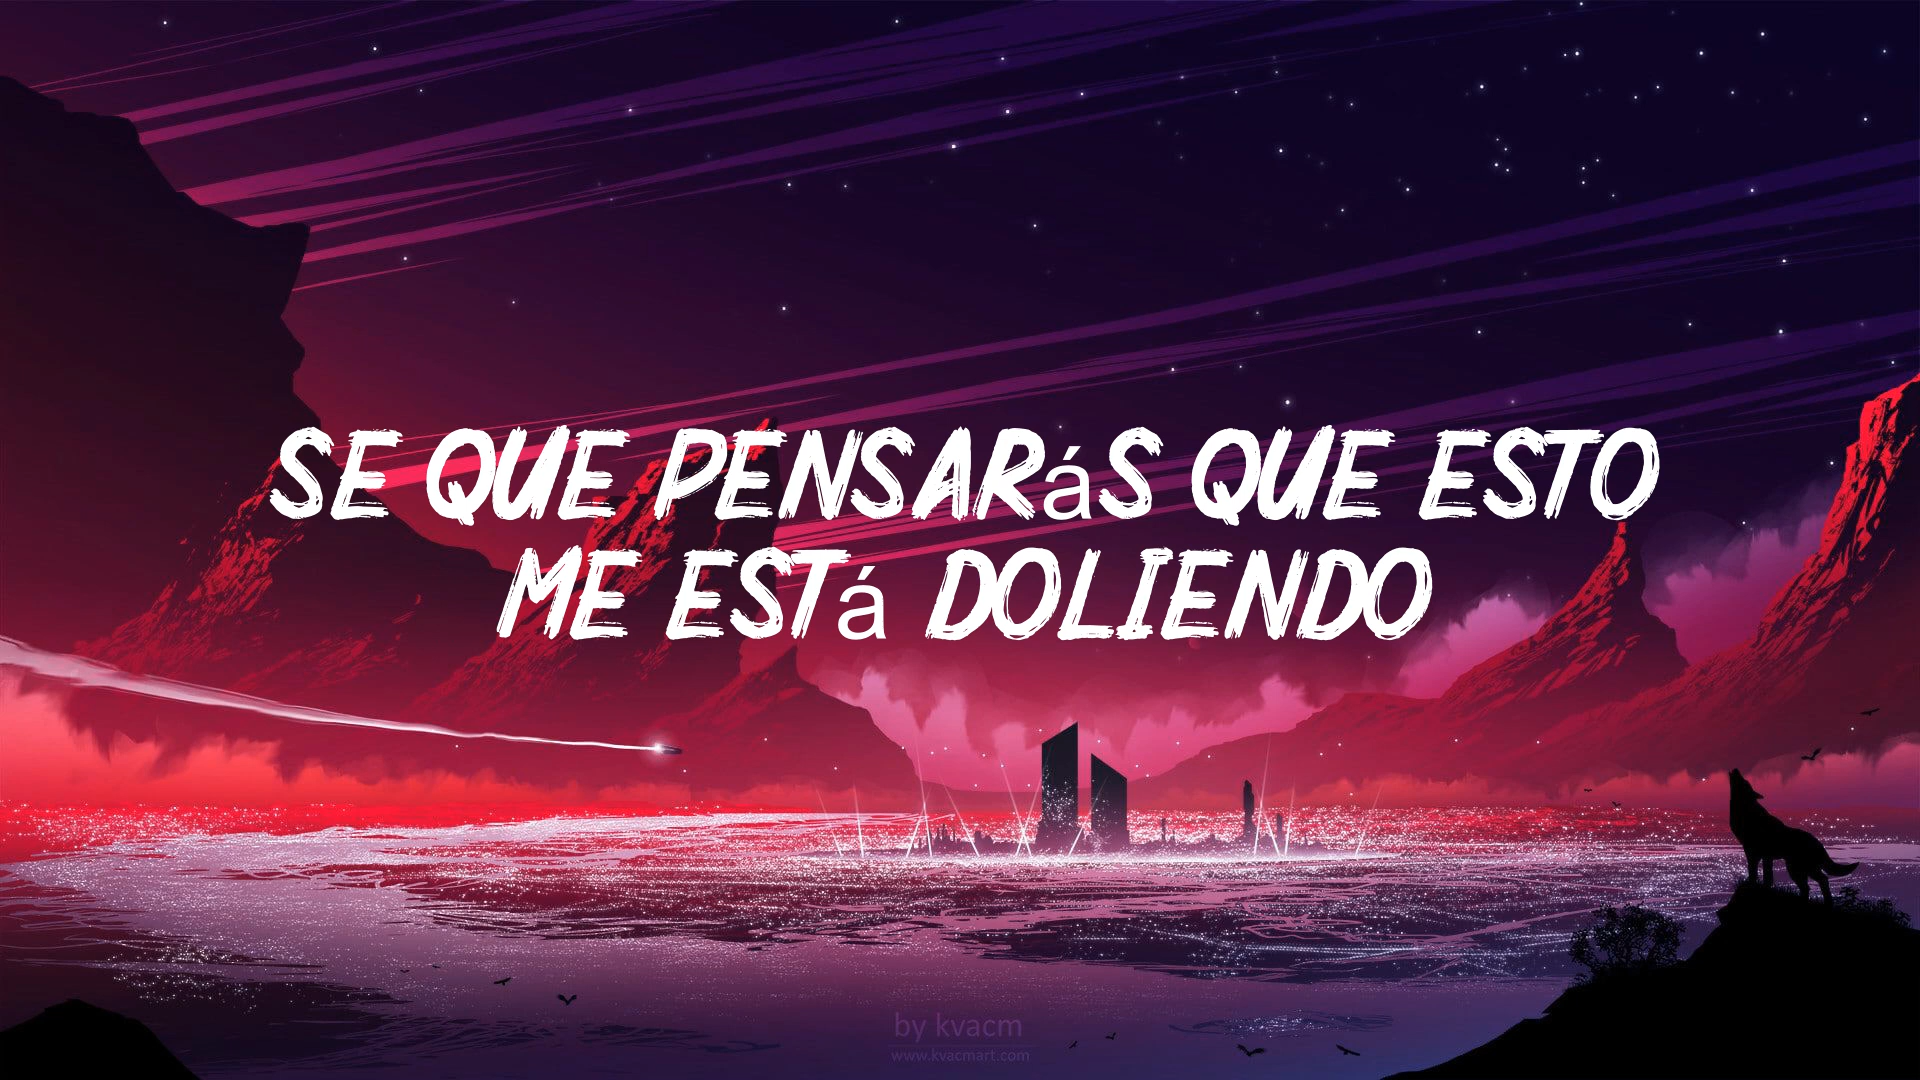 SE QUE PENSARáS QUE ESTO
ME ESTá DOLIENDO
by kvacm
www.kvacmart.com